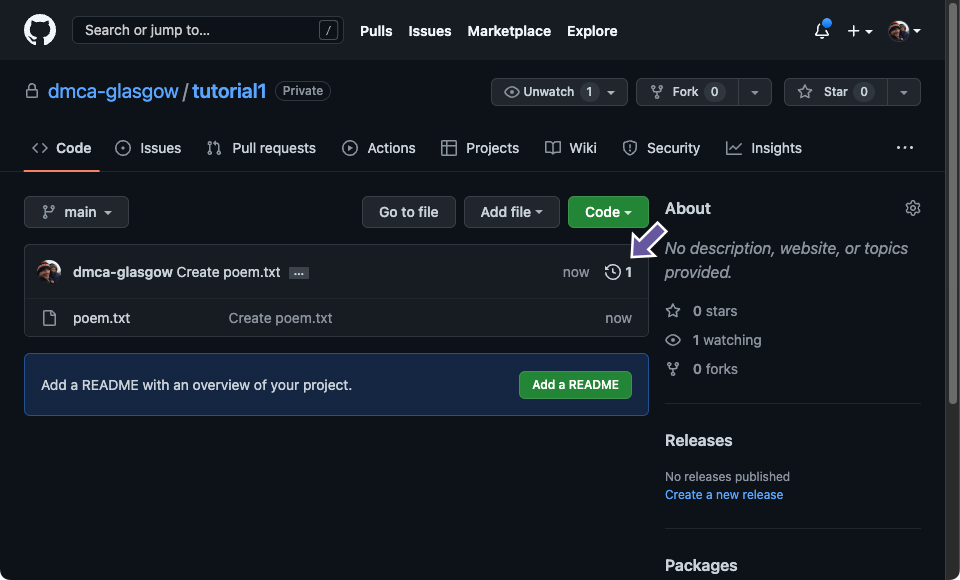 Search or jump to... /
Pulls Issues Marketplace Explore
dmca-glasgow / tutorial1 Private
Unwatch 1 Fork 0 Star 0
Code Issues Pull requests Actions Projects Wiki Security Insights ...
main Go to file Add file Code
About
No description, website, or topics
provided.
dmca-glasgow Create poem.txt ... now 1
poem.txt Create poem.txt now
0 stars
1 watching
0 forks
Add a README with an overview of your project. Add a README
Releases
No releases published
Create a new release
Packages